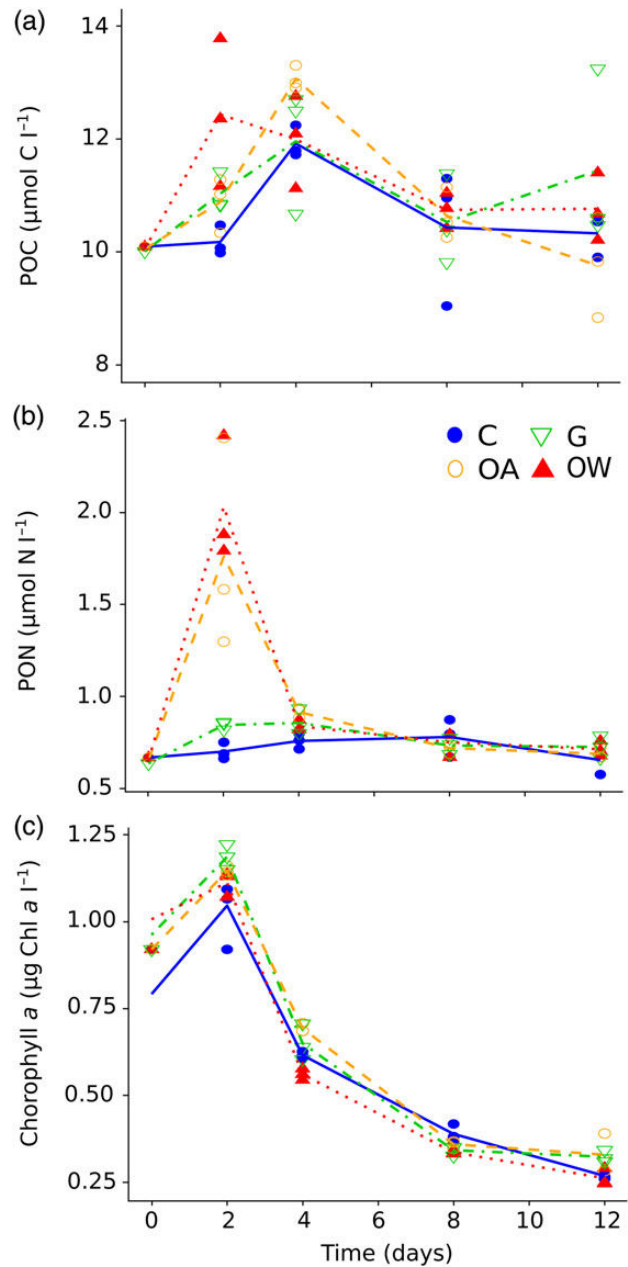 (a)
14
12
10
8
POC (µmol C l⁻¹)
(b)
2.5
2.0
1.5
1.0
0.5
PON (µmol N l⁻¹)
C
G
OA
OW
(c)
1.25
1.00
0.75
0.50
0.25
Chorophyll a (µg Chl a l⁻¹)
0 2 4 6 8 10 12
Time (days)